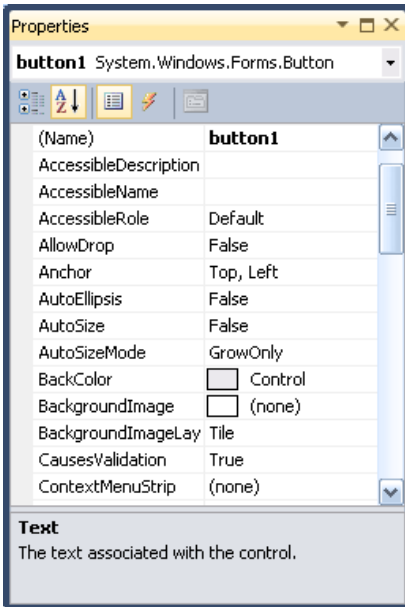 Properties
button1 System.Windows.Forms.Button
(Name) button1
AccessibleDescription
AccessibleName
AccessibleRole Default
AllowDrop False
Anchor Top, Left
AutoEllipsis False
AutoSize False
AutoSizeMode GrowOnly
BackColor Control
BackgroundImage (none)
BackgroundImageLay Tile
CausesValidation True
ContextMenuStrip (none)
Text
The text associated with the control.